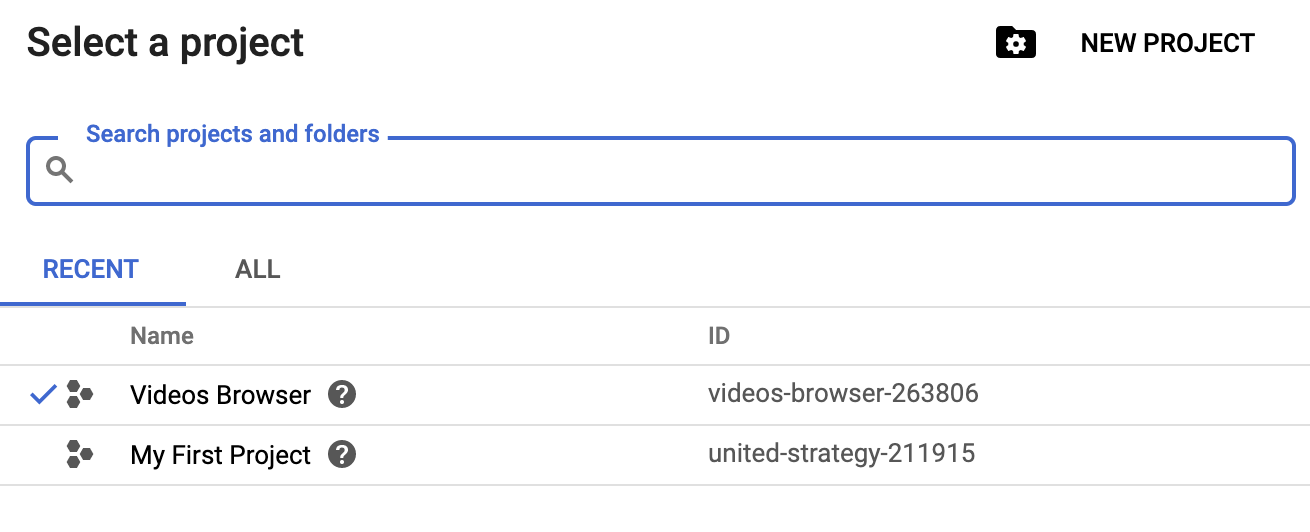 Select a project
NEW PROJECT
Search projects and folders
RECENT ALL
Name ID
Videos Browser ? videos-browser-263806
My First Project ? united-strategy-211915